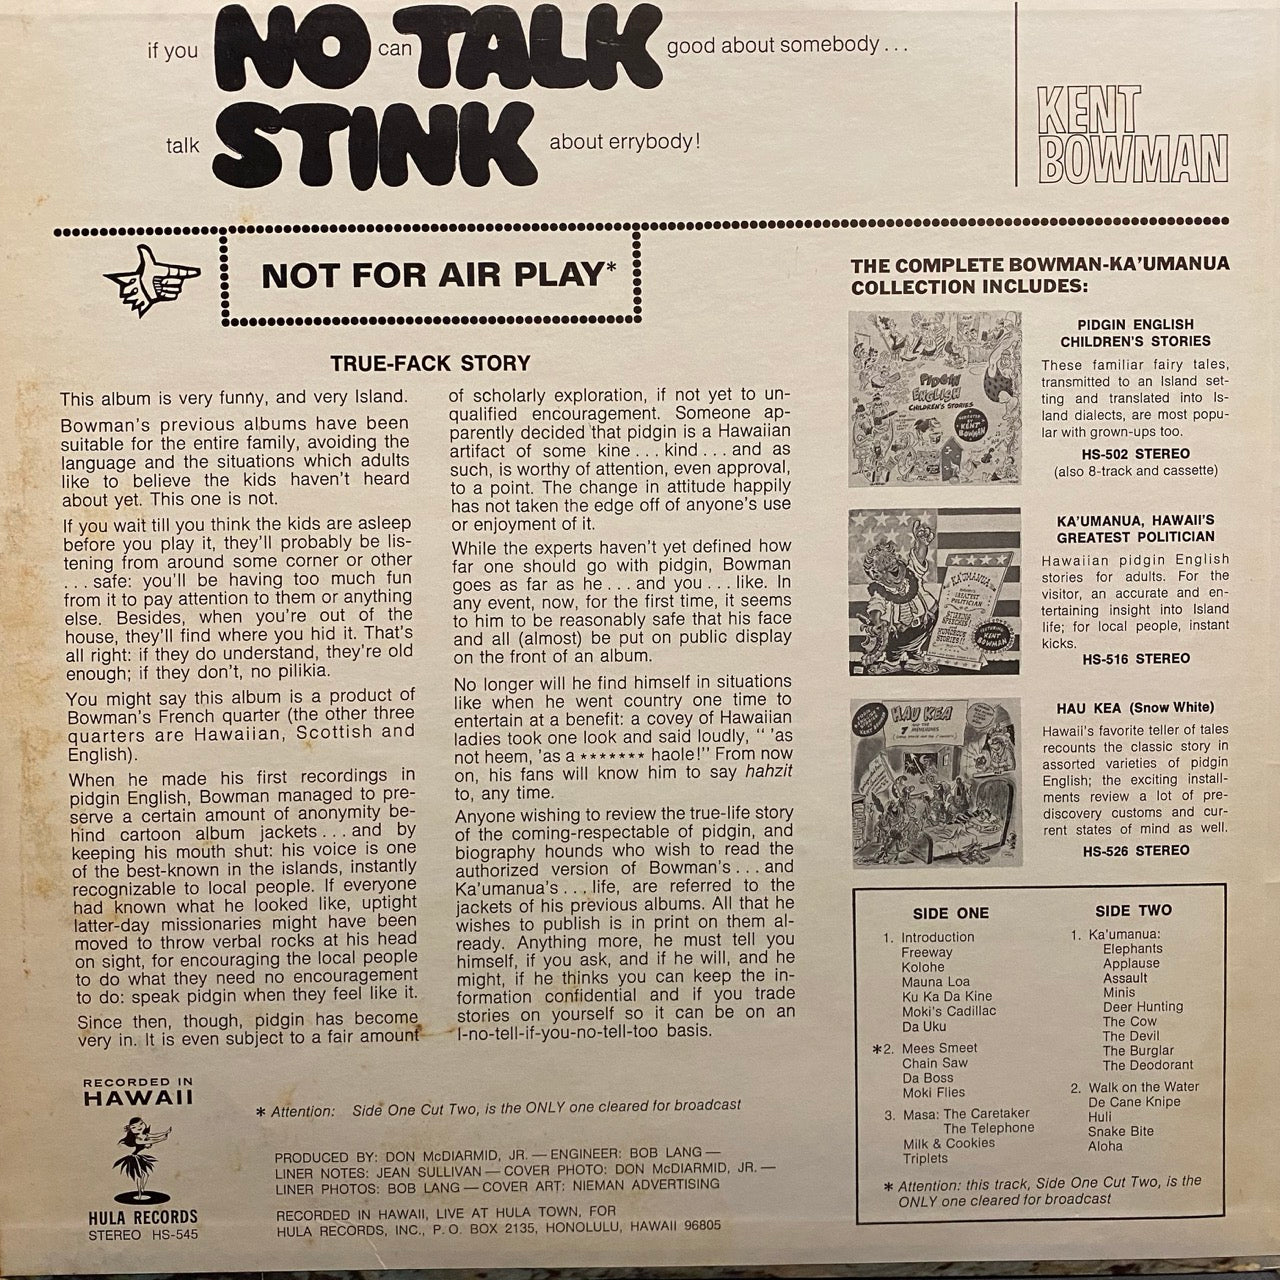 if you NO can TALK good about somebody . . .
talk STINK about errybody!
KENT
BOWMAN
NOT FOR AIR PLAY*
TRUE-FACK STORY
This album is very funny, and very Island.
Bowman's previous albums have been
suitable for the entire family, avoiding the
language and the situations which adults
like to believe the kids haven't heard
about yet. This one is not.
If you wait till you think the kids are asleep
before you play it, they'll probably be lis-
tening from around some corner or other
. . . safe: you'll be having too much fun
from it to pay attention to them or anything
else. Besides, when you're out of the
house, they'll find where you hid it. That's
all right: if they do understand, they're old
enough; if they don't, no pilikia.
You might say this album is a product of
Bowman's French quarter (the other three
quarters are Hawaiian, Scottish and
English).
When he made his first recordings in
pidgin English, Bowman managed to pre-
serve a certain amount of anonymity be-
hind cartoon album jackets . . . and by
keeping his mouth shut: his voice is one
of the best-known in the islands, instantly
recognizable to local people. If everyone
had known what he looked like, uptight
latter-day missionaries might have been
moved to throw verbal rocks at his head
on sight, for encouraging the local people
to do what they need no encouragement
to do: speak pidgin when they feel like it.
Since then, though, pidgin has become
very in. It is even subject to a fair amount
of scholarly exploration, if not yet to un-
qualified encouragement. Someone ap-
parently decided that pidgin is a Hawaiian
artifact of some kine . . . kind . . . and as
such, is worthy of attention, even approval,
to a point. The change in attitude happily
has not taken the edge off of anyone's use
or enjoyment of it.
While the experts haven't yet defined how
far one should go with pidgin, Bowman
goes as far as he . . . and you . . . like. In
any event, now, for the first time, it seems
to him to be reasonably safe that his face
and all (almost) be put on public display
on the front of an album.
No longer will he find himself in situations
like when he went country one time to
entertain at a benefit: a covey of Hawaiian
ladies took one look and said loudly, " 'as
not heem, 'as a ******* haole!" From now
on, his fans will know him to say hahzit
to, any time.
Anyone wishing to review the true-life story
of the coming-respectable of pidgin, and
biography hounds who wish to read the
authorized version of Bowman's . . . and
Ka'umanua's . . . life, are referred to the
jackets of his previous albums. All that he
wishes to publish is in print on them al-
ready. Anything more, he must tell you
himself, if you ask, and if he will, and he
might, if he thinks you can keep the in-
formation confidential and if you trade
stories on yourself so it can be on an
I-no-tell-if-you-no-tell-too basis.
THE COMPLETE BOWMAN-KA'UMANUA
COLLECTION INCLUDES:
PIDGIN
ENGLISH
CHILDREN'S STORIES
KENT
BOWMAN
PIDGIN ENGLISH
CHILDREN'S STORIES
These familiar fairy tales,
transmitted to an Island set-
ting and translated into Is-
land dialects, are most popu-
lar with grown-ups too.
HS-502 STEREO
(also 8-track and cassette)
KA'UMANUA
GREATEST
POLITICIAN
KENT
BOWMAN
KA'UMANUA, HAWAII'S
GREATEST POLITICIAN
Hawaiian pidgin English
stories for adults. For the
visitor, an accurate and en-
tertaining insight into Island
life; for local people, instant
kicks.
HS-516 STEREO
HAU KEA
HAU KEA (Snow White)
Hawaii's favorite teller of tales
recounts the classic story in
assorted varieties of pidgin
English; the exciting install-
ments review a lot of pre-
discovery customs and cur-
rent states of mind as well.
HS-526 STEREO
SIDE ONE
1. Introduction
Freeway
Kolohe
Mauna Loa
Ku Ka Da Kine
Moki's Cadillac
Da Uku
*2. Mees Smeet
Chain Saw
Da Boss
Moki Flies
3. Masa: The Caretaker
The Telephone
Milk & Cookies
Triplets
SIDE TWO
1. Ka'umanua:
Elephants
Applause
Assault
Minis
Deer Hunting
The Cow
The Devil
The Burglar
The Deodorant
2. Walk on the Water
De Cane Knipe
Huli
Snake Bite
Aloha
* Attention: this track, Side One Cut Two, is the
ONLY one cleared for broadcast
RECORDED IN
HAWAII
HULA RECORDS
STEREO HS-545
* Attention: Side One Cut Two, is the ONLY one cleared for broadcast
PRODUCED BY: DON McDIARMID, JR. — ENGINEER: BOB LANG —
LINER NOTES: JEAN SULLIVAN — COVER PHOTO: DON McDIARMID, JR. —
LINER PHOTOS: BOB LANG — COVER ART: NIEMAN ADVERTISING
RECORDED IN HAWAII, LIVE AT HULA TOWN, FOR
HULA RECORDS, INC., P. O. BOX 2135, HONOLULU, HAWAII 96805